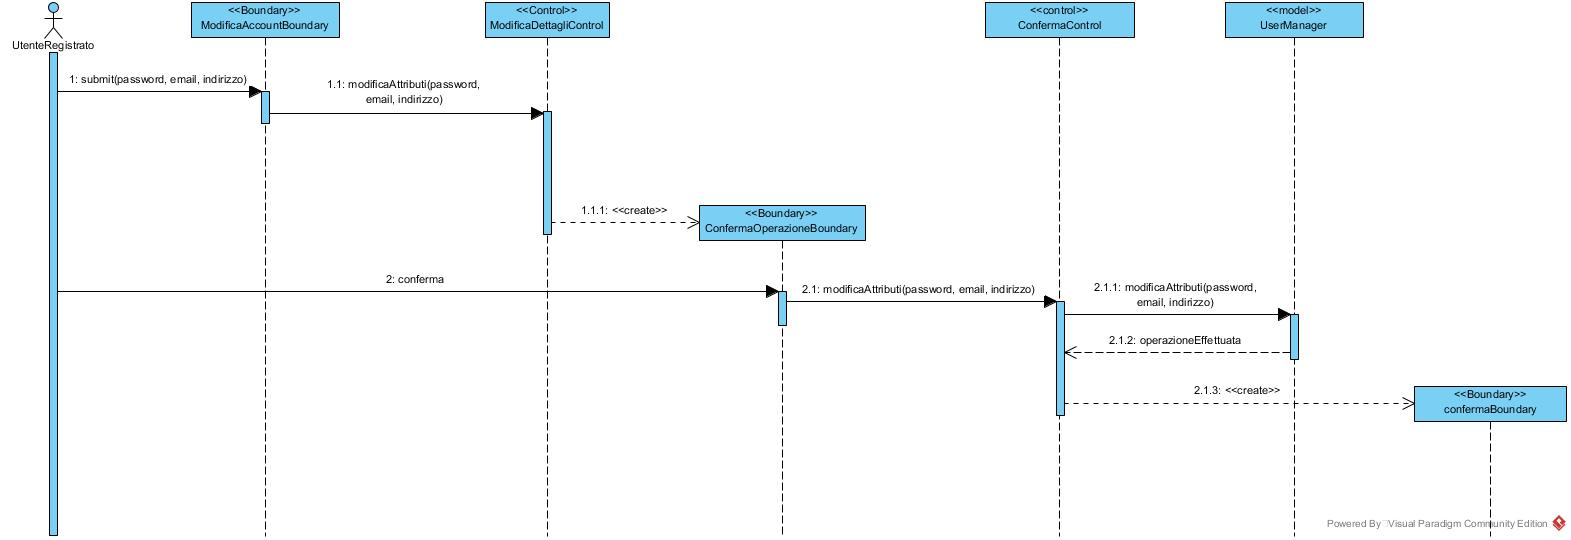 <<Boundary>>
ModificaAccountBoundary
<<Control>>
ModificaDettagliControl
<<control>>
ConfermaControl
<<model>>
UserManager
UtenteRegistrato
1: submit(password, email, indirizzo)
1.1: modificaAttributi(password,
email, indirizzo)
1.1.1: <<create>>
<<Boundary>>
ConfermaOperazioneBoundary
2: conferma
2.1: modificaAttributi(password, email, indirizzo)
2.1.1: modificaAttributi(password,
email, indirizzo)
2.1.2: operazioneEffettuata
2.1.3: <<create>>
<<Boundary>>
confermaBoundary
Powered By Visual Paradigm Community Edition